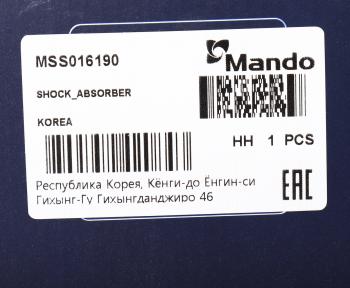 MSS016190
Mando
SHOCK_ABSORBER
KOREA
HH 1 PCS
Республика Корея, Кёнги-до Ёнгин-си
Гихынг-Гу Гихынгданджиро 46
EAC